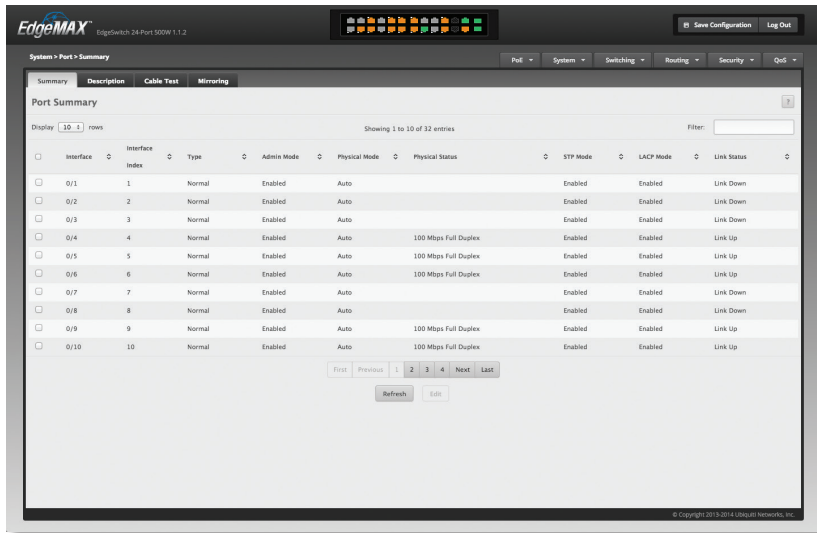 EdgeMAX™ EdgeSwitch 24-Port 500W 1.1.2
Save Configuration Log Out
System > Port > Summary
PoE System Switching Routing Security QoS
Summary Description Cable Test Mirroring
Port Summary ?
Display 10 rows Showing 1 to 10 of 32 entries Filter:
Interface Interface Index Type Admin Mode Physical Mode Physical Status STP Mode LACP Mode Link Status
0/1 1 Normal Enabled Auto Enabled Enabled Link Down
0/2 2 Normal Enabled Auto Enabled Enabled Link Down
0/3 3 Normal Enabled Auto Enabled Enabled Link Down
0/4 4 Normal Enabled Auto 100 Mbps Full Duplex Enabled Enabled Link Up
0/5 5 Normal Enabled Auto 100 Mbps Full Duplex Enabled Enabled Link Up
0/6 6 Normal Enabled Auto 100 Mbps Full Duplex Enabled Enabled Link Up
0/7 7 Normal Enabled Auto Enabled Enabled Link Down
0/8 8 Normal Enabled Auto Enabled Enabled Link Down
0/9 9 Normal Enabled Auto 100 Mbps Full Duplex Enabled Enabled Link Up
0/10 10 Normal Enabled Auto 100 Mbps Full Duplex Enabled Enabled Link Up
First Previous 1 2 3 4 Next Last
Refresh Edit
© Copyright 2013-2014 Ubiquiti Networks, Inc.